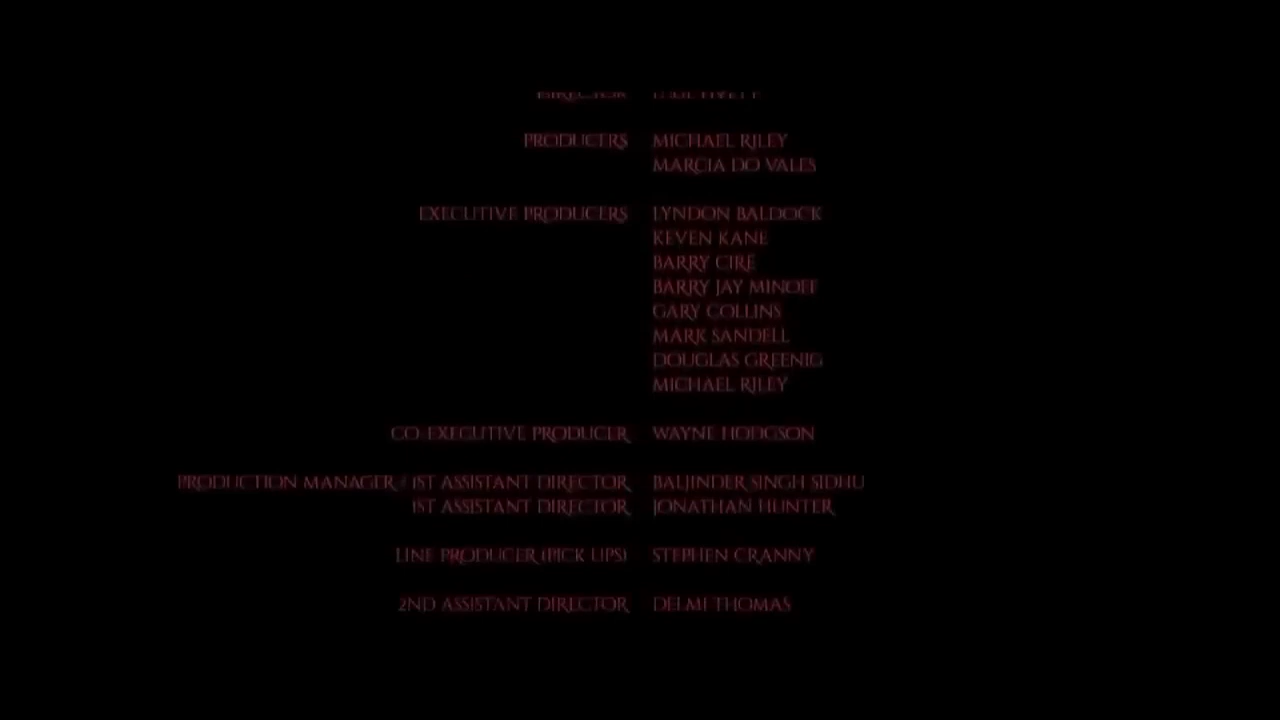 DIRECTOR
PRODUCERS MICHAEL RILEY
MARCIA DO VALES
EXECUTIVE PRODUCERS LYNDON BALDOCK
KEVEN KANE
BARRY CIRE
BARRY JAY MINOFF
GARY COLLINS
MARK SANDELL
DOUGLAS GREENIG
MICHAEL RILEY
CO-EXECUTIVE PRODUCER WAYNE HODGSON
PRODUCTION MANAGER / 1ST ASSISTANT DIRECTOR BALJINDER SINGH SIDHU
1ST ASSISTANT DIRECTOR JONATHAN HUNTER
LINE PRODUCER (PICK UPS) STEPHEN CRANNY
2ND ASSISTANT DIRECTOR DELMI THOMAS